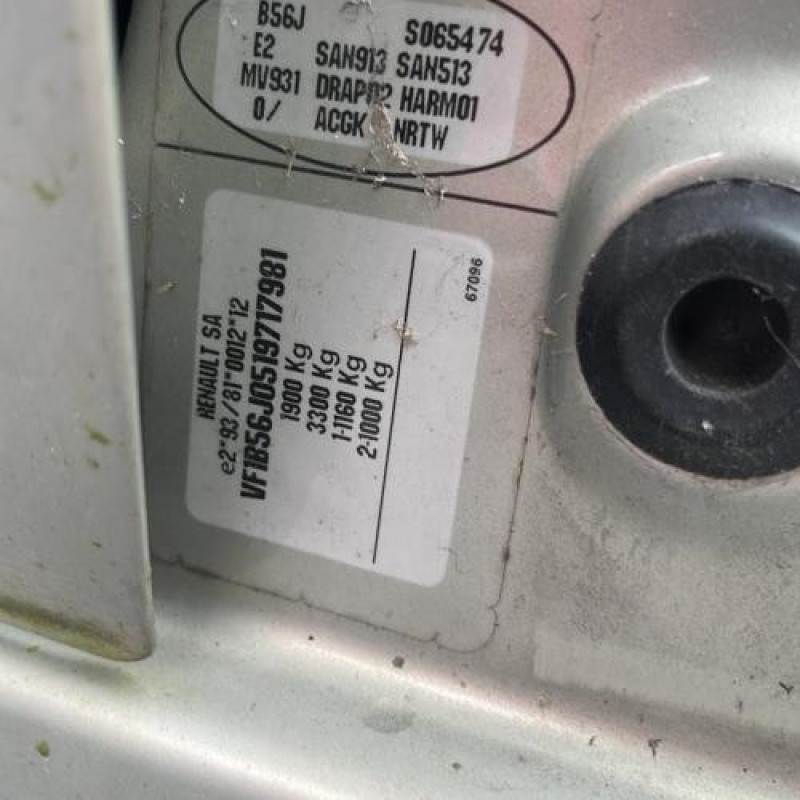 B56J S065474
E2 SAN913 SAN513
MV931 DRAP02 HARM01
0/ ACGK NRTW
RENAULT SA
e2*93/81*0012*12
VF1B56J0519717981
1900 Kg
3300 Kg
1-1160 Kg
2-1000 Kg
67096